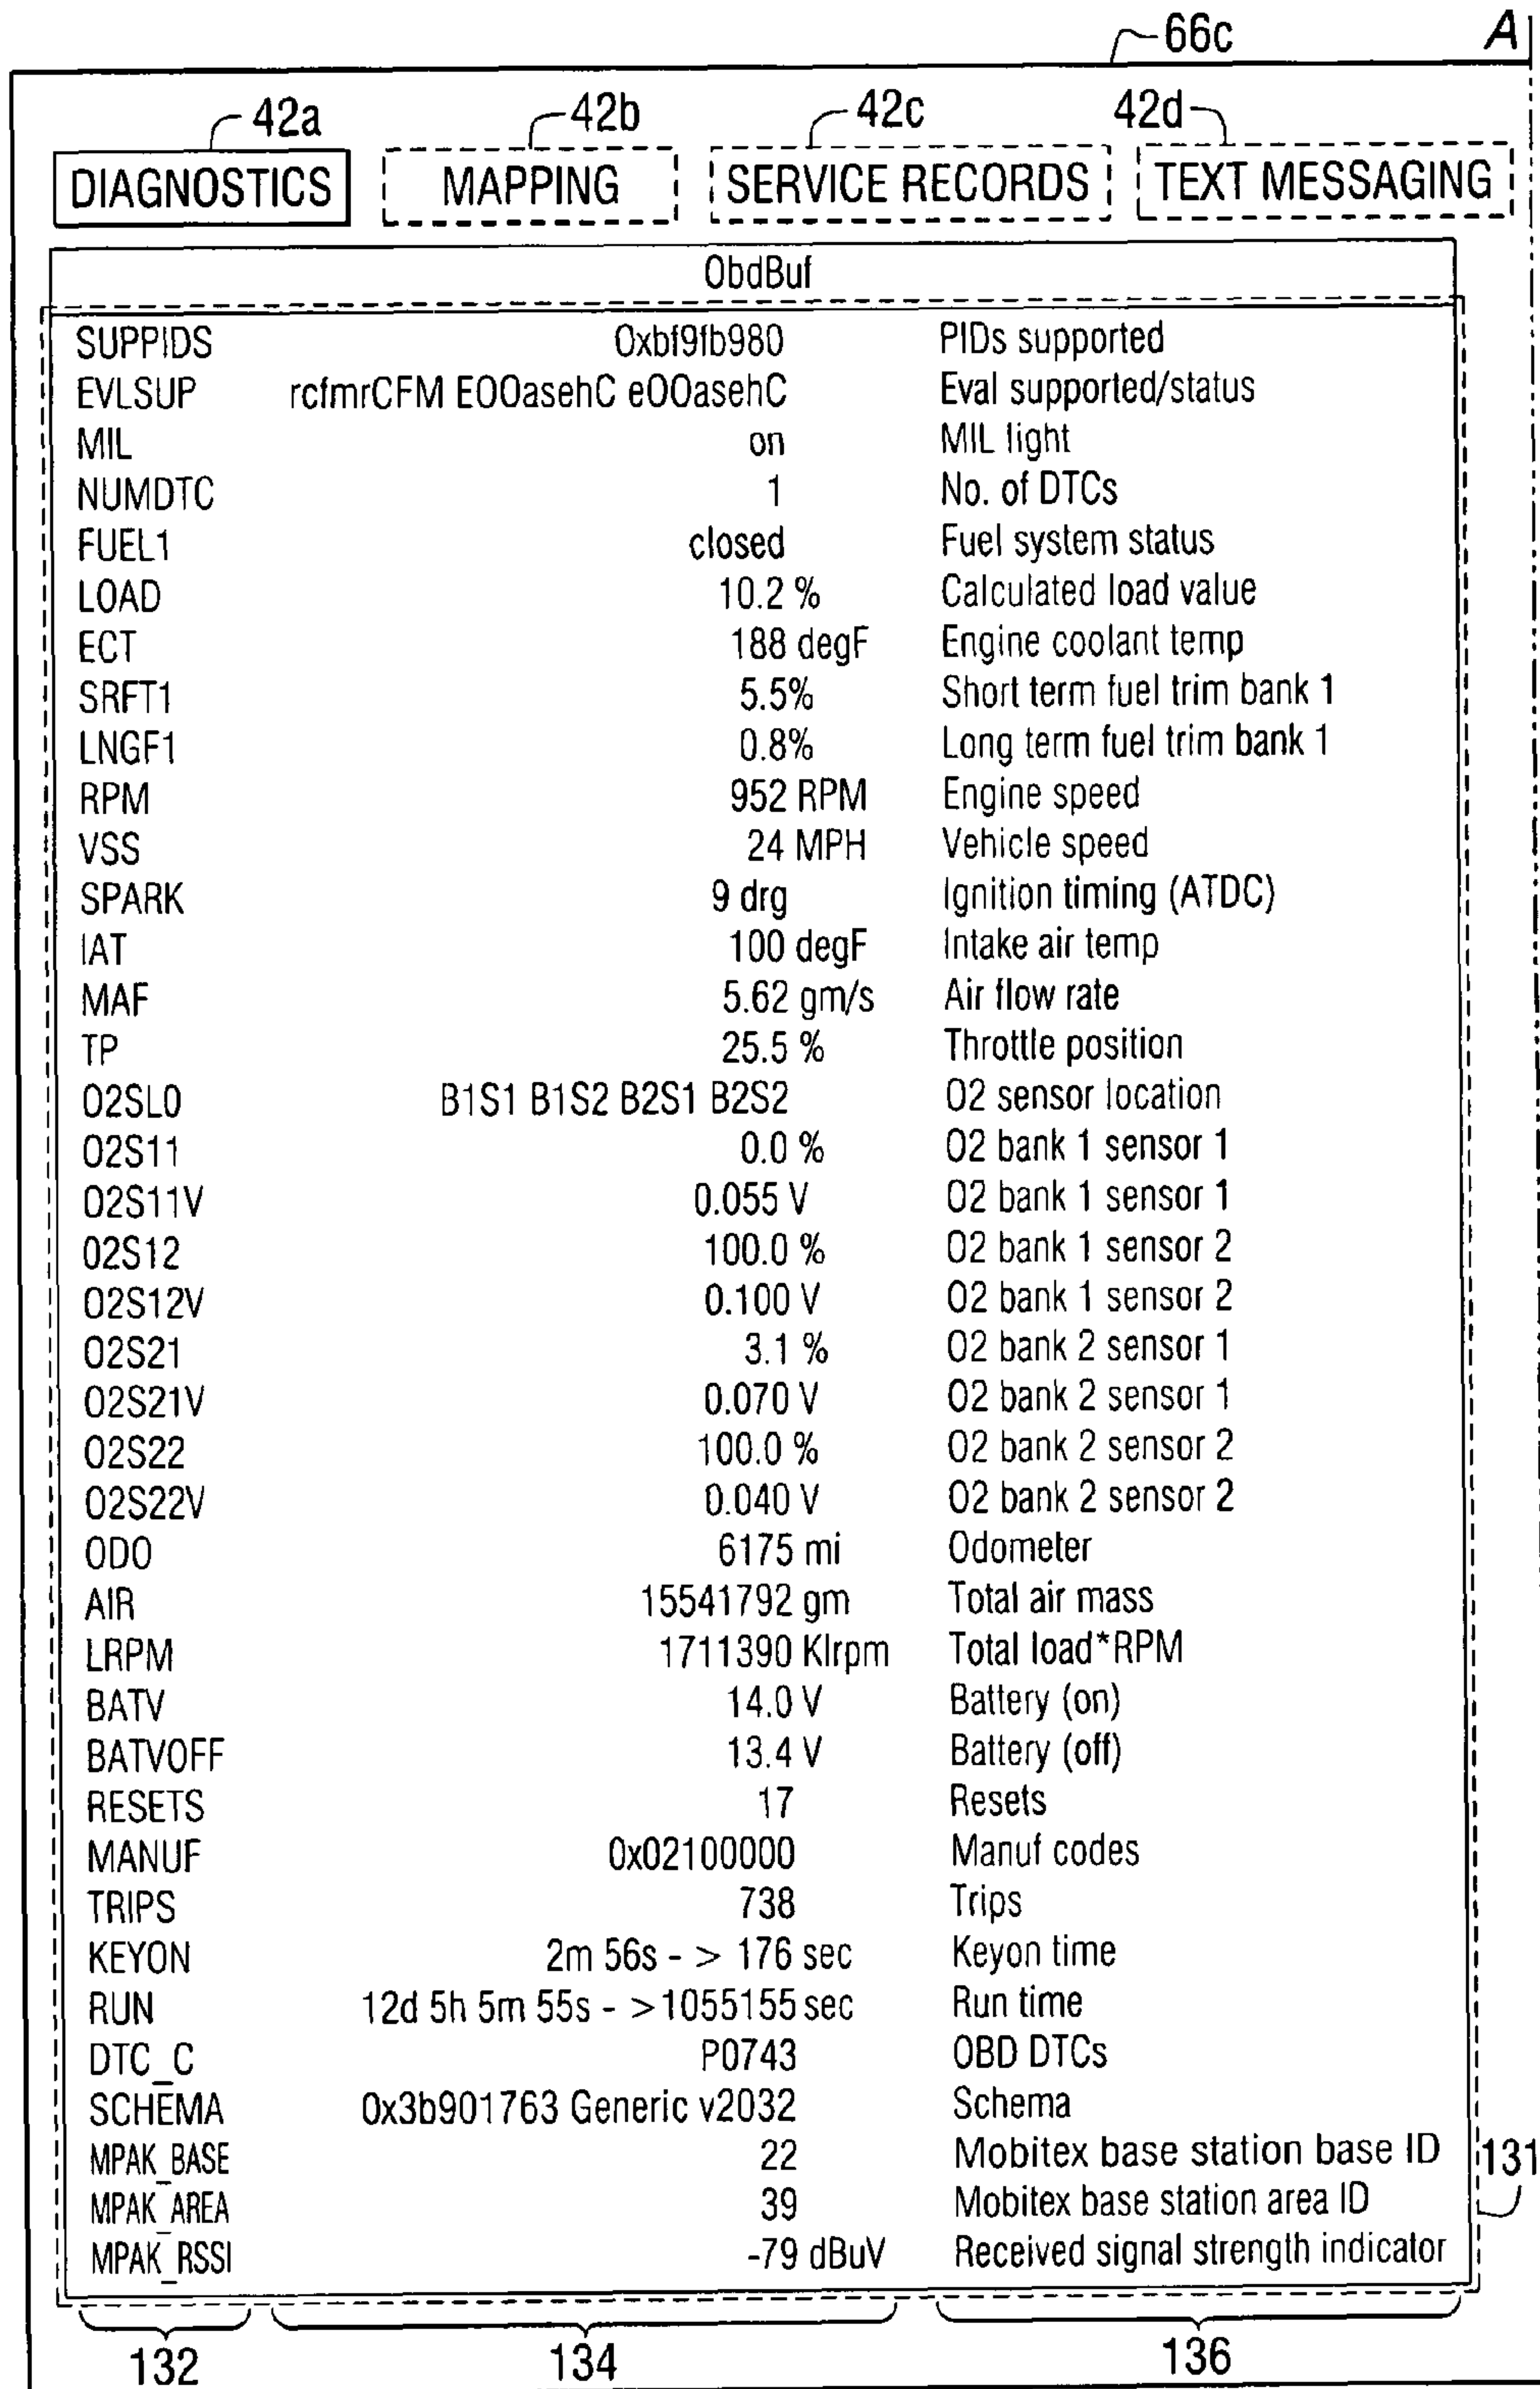 66c A
42a 42b 42c 42d
DIAGNOSTICS MAPPING SERVICE RECORDS TEXT MESSAGING
ObdBuf
SUPPIDS 0xbf9fb980 PIDs supported
EVLSUP rcfmrCFM EOOasehC eOOasehC Eval supported/status
MIL on MIL light
NUMDTC 1 No. of DTCs
FUEL1 closed Fuel system status
LOAD 10.2 % Calculated load value
ECT 188 degF Engine coolant temp
SRFT1 5.5% Short term fuel trim bank 1
LNGF1 0.8% Long term fuel trim bank 1
RPM 952 RPM Engine speed
VSS 24 MPH Vehicle speed
SPARK 9 drg Ignition timing (ATDC)
IAT 100 degF Intake air temp
MAF 5.62 gm/s Air flow rate
TP 25.5 % Throttle position
O2SLO B1S1 B1S2 B2S1 B2S2 O2 sensor location
O2S11 0.0 % O2 bank 1 sensor 1
O2S11V 0.055 V O2 bank 1 sensor 1
O2S12 100.0 % O2 bank 1 sensor 2
O2S12V 0.100 V O2 bank 1 sensor 2
O2S21 3.1 % O2 bank 2 sensor 1
O2S21V 0.070 V O2 bank 2 sensor 1
O2S22 100.0 % O2 bank 2 sensor 2
O2S22V 0.040 V O2 bank 2 sensor 2
ODO 6175 mi Odometer
AIR 15541792 gm Total air mass
LRPM 1711390 Klrpm Total load*RPM
BATV 14.0 V Battery (on)
BATVOFF 13.4 V Battery (off)
RESETS 17 Resets
MANUF 0x02100000 Manuf codes
TRIPS 738 Trips
KEYON 2m 56s - > 176 sec Keyon time
RUN 12d 5h 5m 55s - >1055155 sec Run time
DTC_C P0743 OBD DTCs
SCHEMA 0x3b901763 Generic v2032 Schema
MPAK_BASE 22 Mobitex base station base ID
131
MPAK_AREA 39 Mobitex base station area ID
MPAK_RSSI -79 dBuV Received signal strength indicator
132 134 136